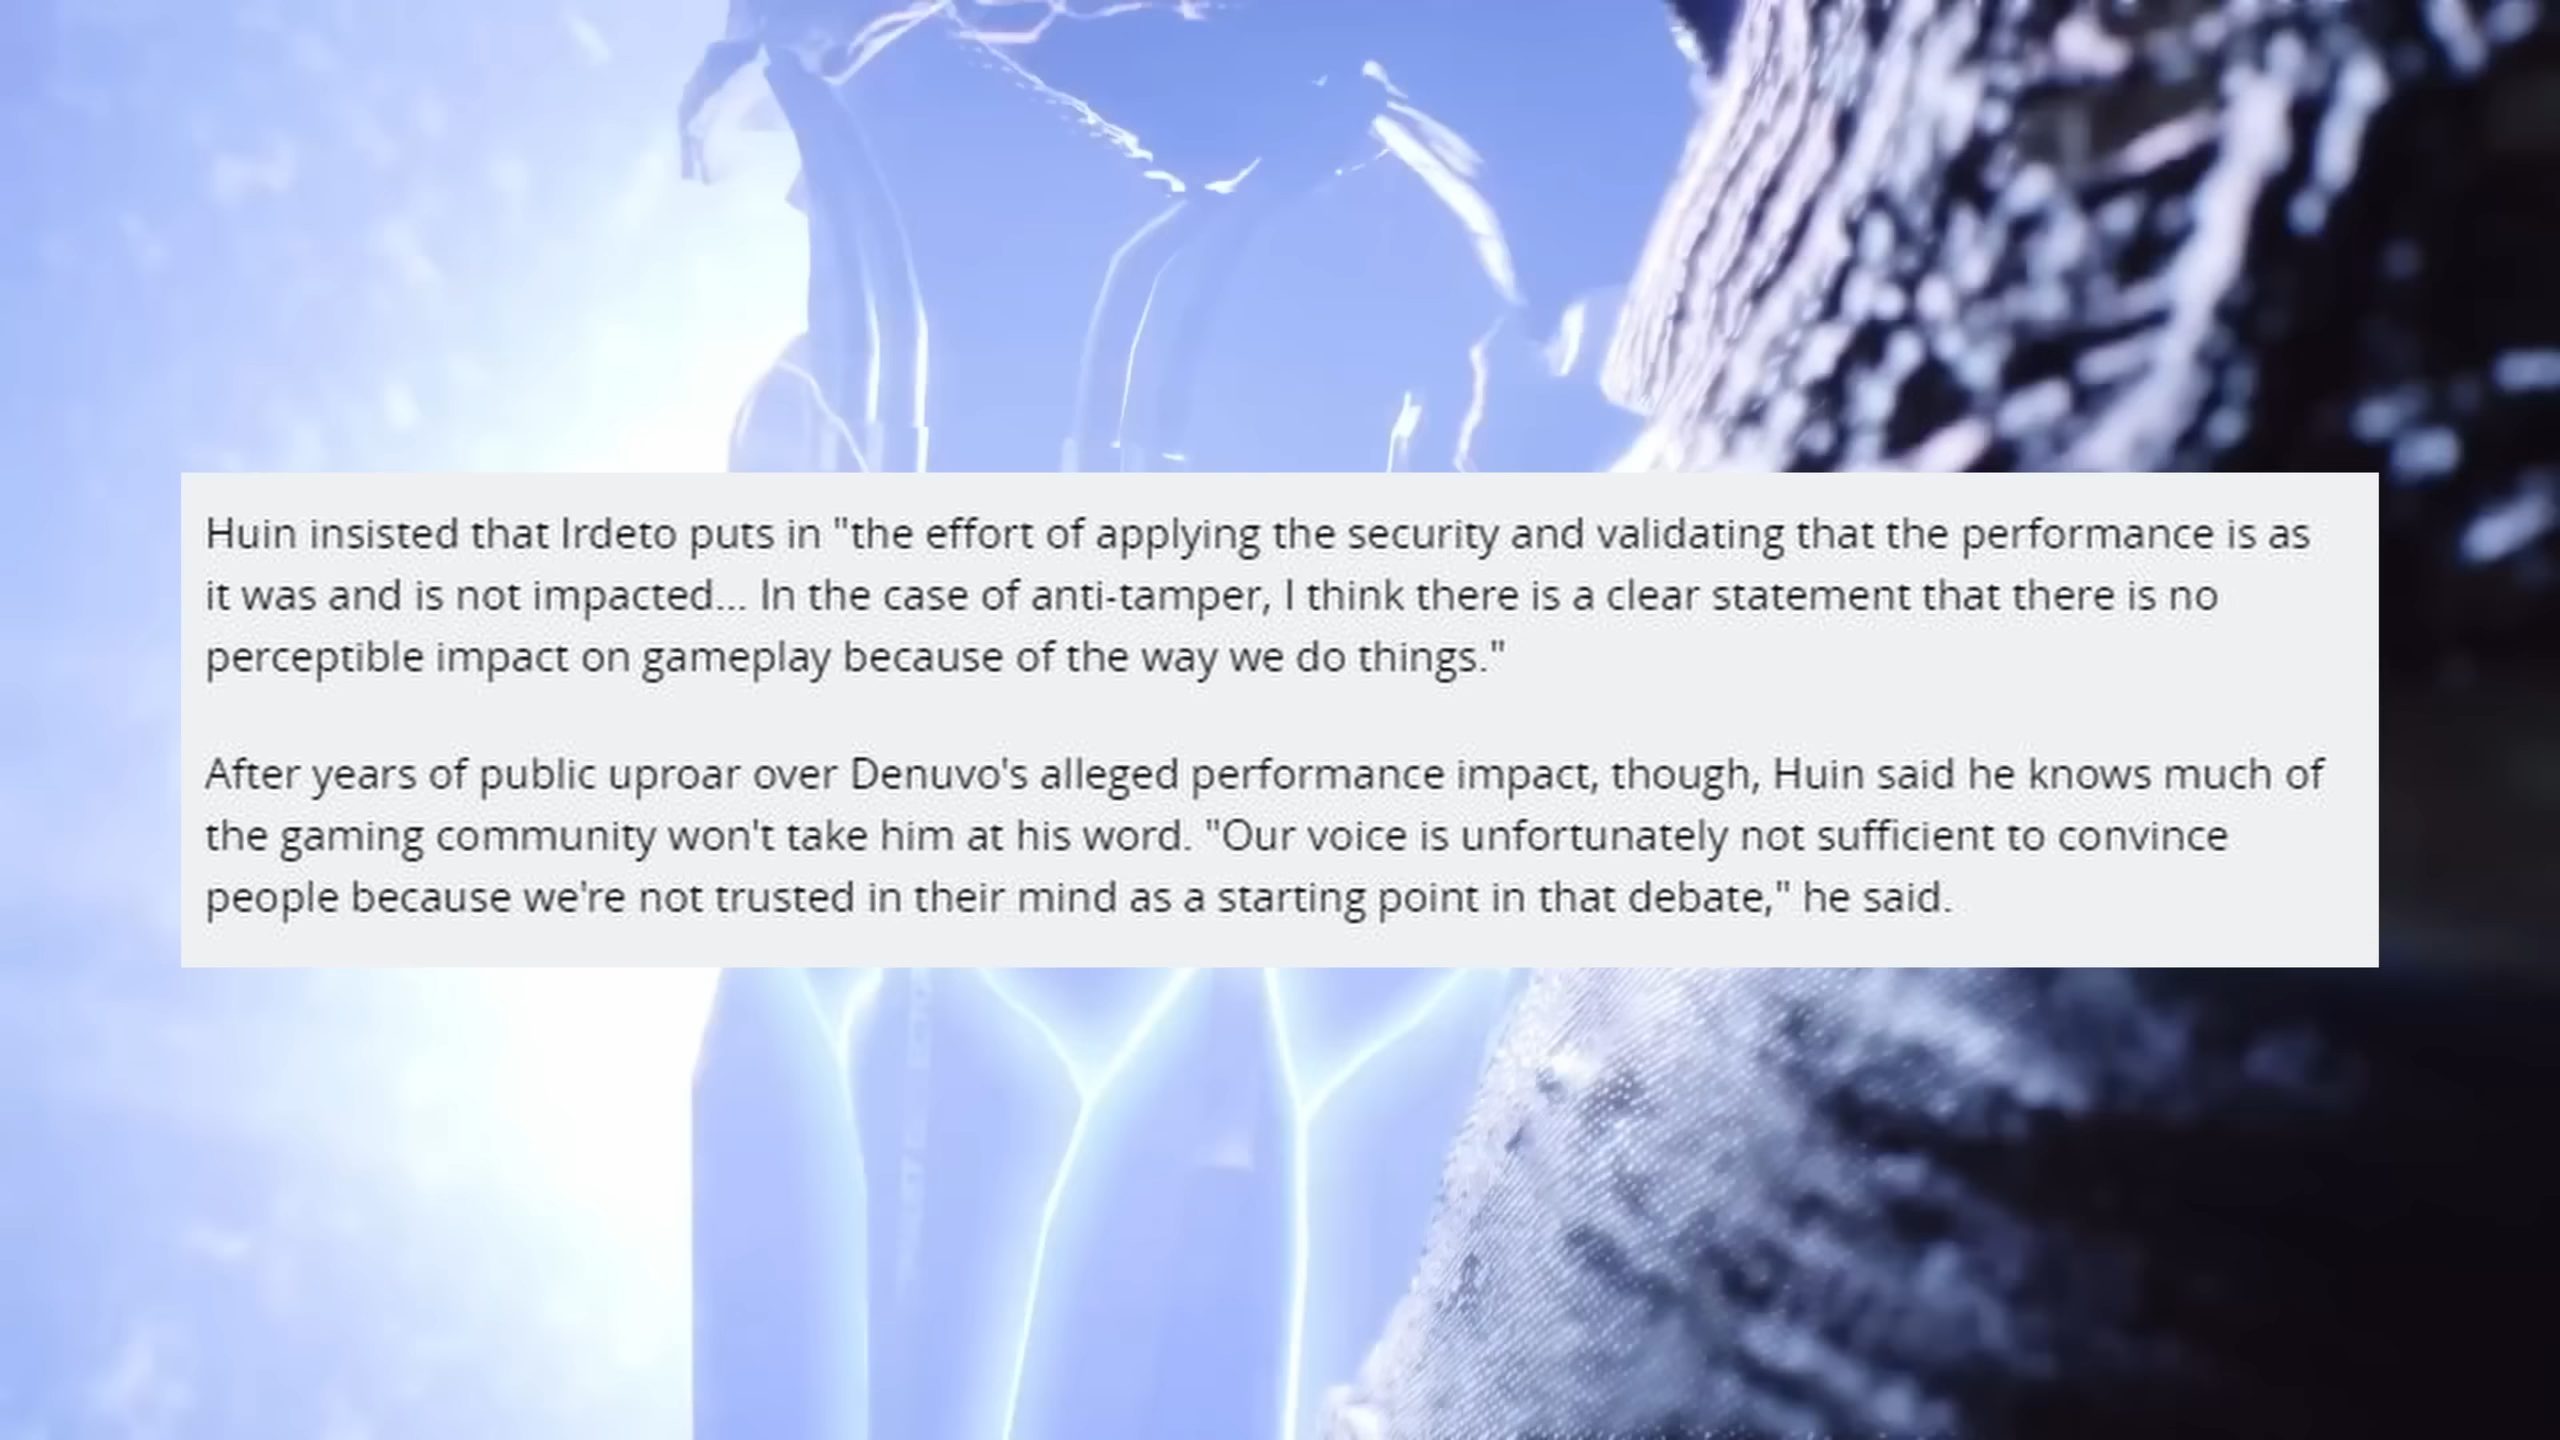 Huin insisted that Irdeto puts in "the effort of applying the security and validating that the performance is as
it was and is not impacted... In the case of anti-tamper, I think there is a clear statement that there is no
perceptible impact on gameplay because of the way we do things."
After years of public uproar over Denuvo's alleged performance impact, though, Huin said he knows much of
the gaming community won't take him at his word. "Our voice is unfortunately not sufficient to convince
people because we're not trusted in their mind as a starting point in that debate," he said.